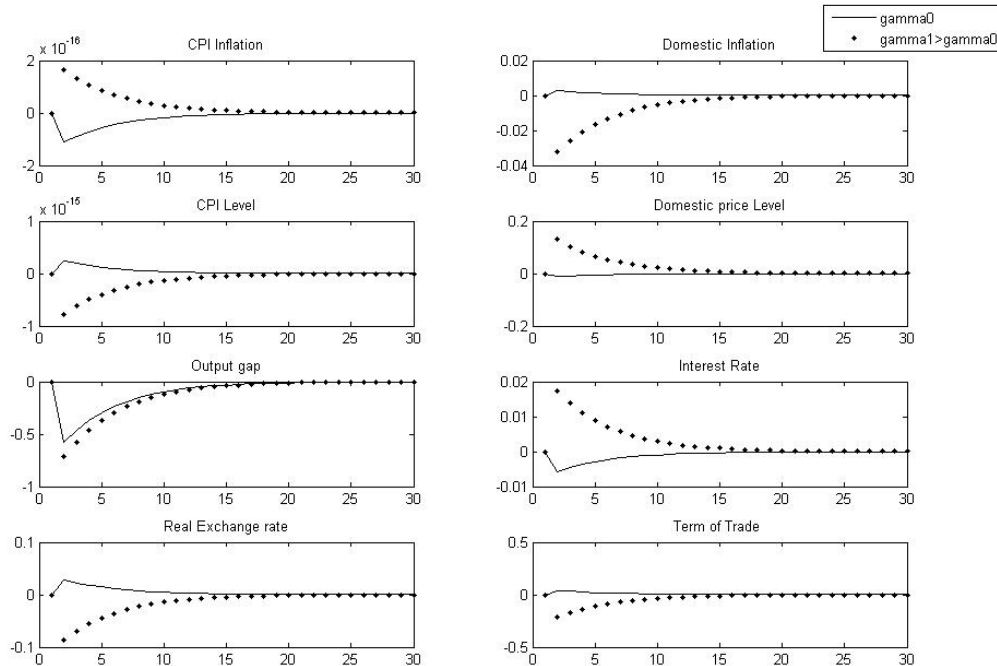 gamma0
gamma1>gamma0
x 10^-16
CPI Inflation
2
0
-2
0 5 10 15 20 25 30
Domestic Inflation
0.02
0
-0.02
-0.04
0 5 10 15 20 25 30
x 10^-15
CPI Level
1
0
-1
0 5 10 15 20 25 30
Domestic price Level
0.2
0
-0.2
0 5 10 15 20 25 30
Output gap
0
-0.5
-1
0 5 10 15 20 25 30
Interest Rate
0.02
0.01
0
-0.01
0 5 10 15 20 25 30
Real Exchange rate
0.1
0
-0.1
0 5 10 15 20 25 30
Term of Trade
0.5
0
-0.5
0 5 10 15 20 25 30